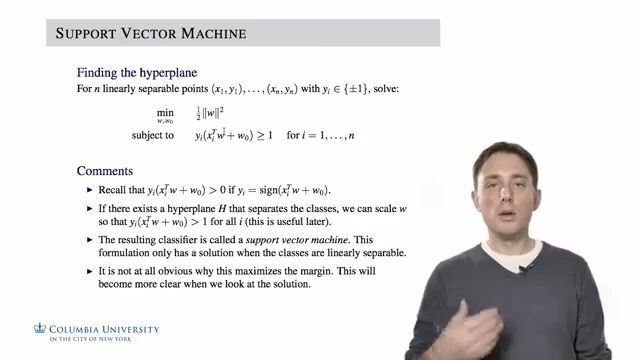 SUPPORT VECTOR MACHINE
Finding the hyperplane
For n linearly separable points (x₁, y₁), . . . , (xₙ, yₙ) with yᵢ ∈ {±1}, solve:
min w,w₀ ½‖w‖²
subject to yᵢ(xᵢᵀw + w₀) ≥ 1 for i = 1, . . . , n
Comments
▶ Recall that yᵢ(xᵢᵀw + w₀) > 0 if yᵢ = sign(xᵢᵀw + w₀).
▶ If there exists a hyperplane H that separates the classes, we can scale w
so that yᵢ(xᵢᵀw + w₀) > 1 for all i (this is useful later).
▶ The resulting classifier is called a support vector machine. This
formulation only has a solution when the classes are linearly separable.
▶ It is not at all obvious why this maximizes the margin. This will
become more clear when we look at the solution.
COLUMBIA UNIVERSITY
IN THE CITY OF NEW YORK